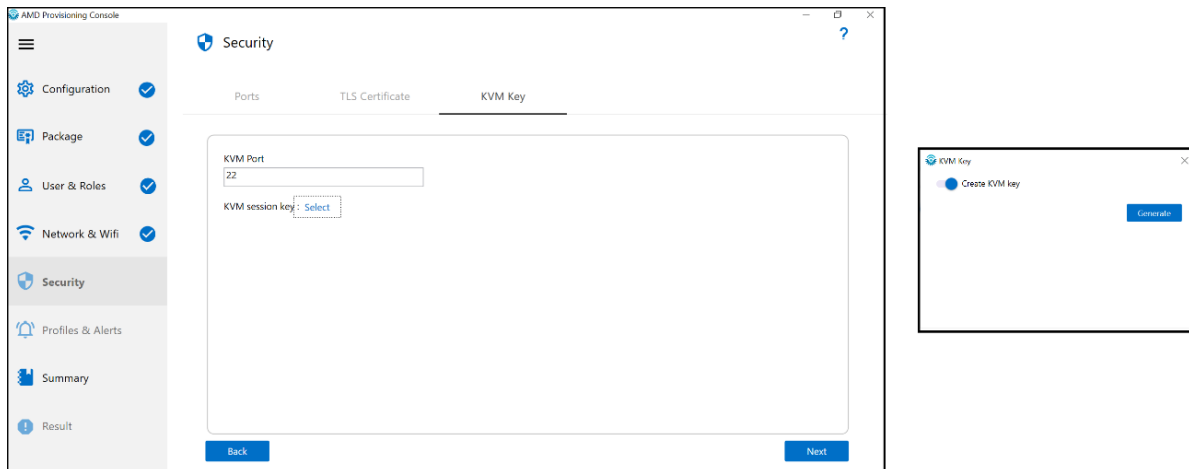 AMD Provisioning Console
Security
?
Configuration
Ports
TLS Certificate
KVM Key
Package
KVM Port
22
User & Roles
KVM session key : Select
Network & Wifi
Security
Profiles & Alerts
Summary
Result
Back
Next
KVM Key
Create KVM key
Generate